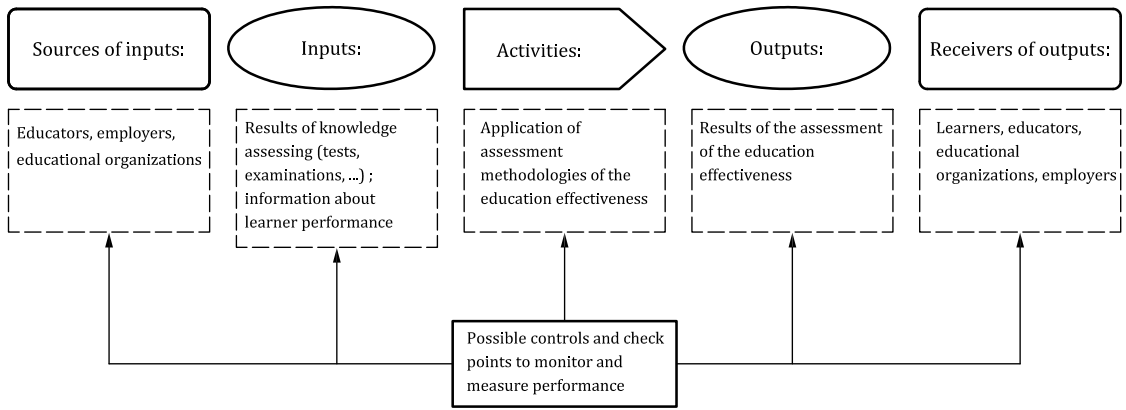 Sources of inputs:
Inputs:
Activities:
Outputs:
Receivers of outputs:
Educators, employers,
educational organizations
Results of knowledge
assessing (tests,
examinations, ...) ;
information about
learner performance
Application of
assessment
methodologies of the
education effectiveness
Results of the assessment
of the education
effectiveness
Learners, educators,
educational
organizations, employers
Possible controls and check
points to monitor and
measure performance